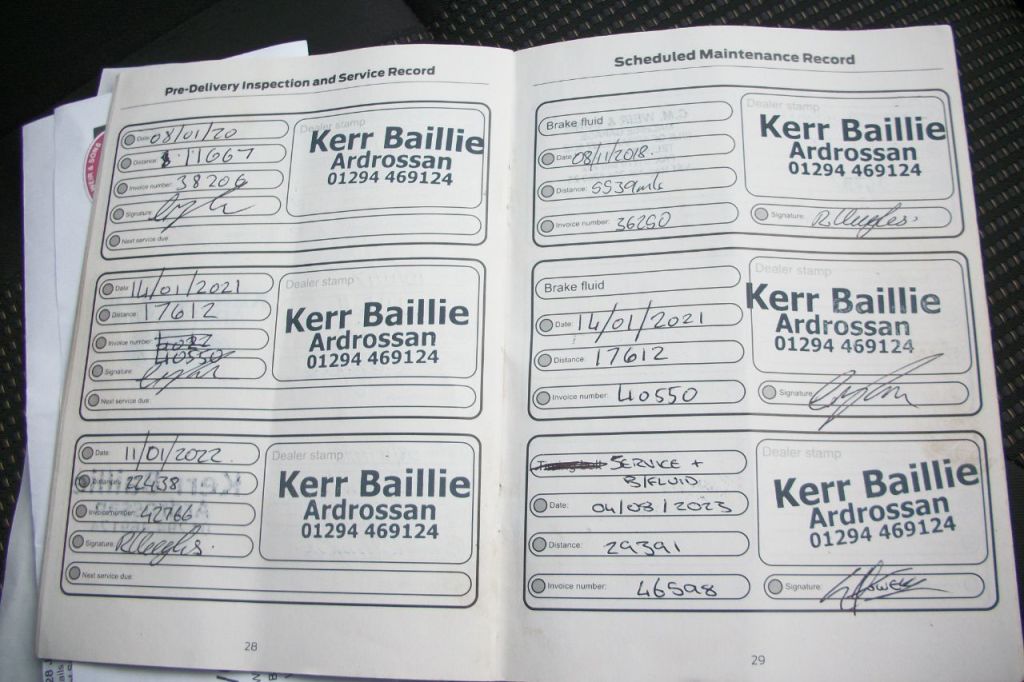 Pre-Delivery Inspection and Service Record
Date: 08/01/20
Distance: 11667
Invoice number: 38206
Signature:
Next service due:
Dealer stamp
Kerr Baillie
Ardrossan
01294 469124
Date: 14/01/2021
Distance: 17612
Invoice number:
40550
Signature:
Next service due:
Dealer stamp
Kerr Baillie
Ardrossan
01294 469124
Date: 11/01/2022
Distance: 22438
Invoice number: 42766
Signature: R. Hughes.
Next service due:
Dealer stamp
Kerr Baillie
Ardrossan
01294 469124
28
Scheduled Maintenance Record
Brake fluid
Date: 08/11/2018.
Distance: 5539mls
Invoice number: 36250
Dealer stamp
Kerr Baillie
Ardrossan
01294 469124
Signature: R. Hughes.
Brake fluid
Date: 14/01/2021
Distance: 17612
Invoice number: 40550
Dealer stamp
Kerr Baillie
Ardrossan
01294 469124
Signature:
SERVICE +
B/FLUID
Date: 04/08/2023
Distance: 29391
Invoice number: 46598
Dealer stamp
Kerr Baillie
Ardrossan
01294 469124
Signature:
29